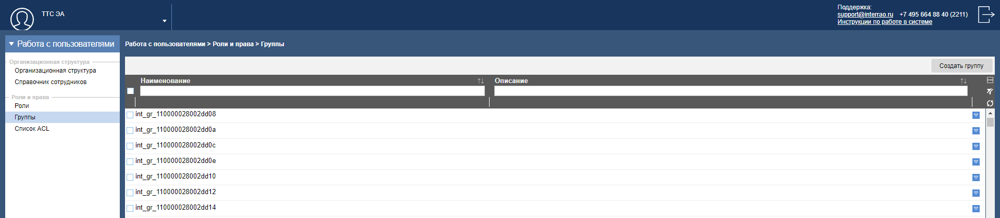 ТТС ЭА
Поддержка:
support@interrao.ru +7 495 664 88 40 (2211)
Инструкции по работе в системе
Работа с пользователями
Организационная структура
Организационная структура
Справочник сотрудников
Роли и права
Роли
Группы
Список ACL
Работа с пользователями > Роли и права > Группы
Создать группу
Наименование Описание
int_gr_110000028002dd08
int_gr_110000028002dd0a
int_gr_110000028002dd0c
int_gr_110000028002dd0e
int_gr_110000028002dd10
int_gr_110000028002dd12
int_gr_110000028002dd14